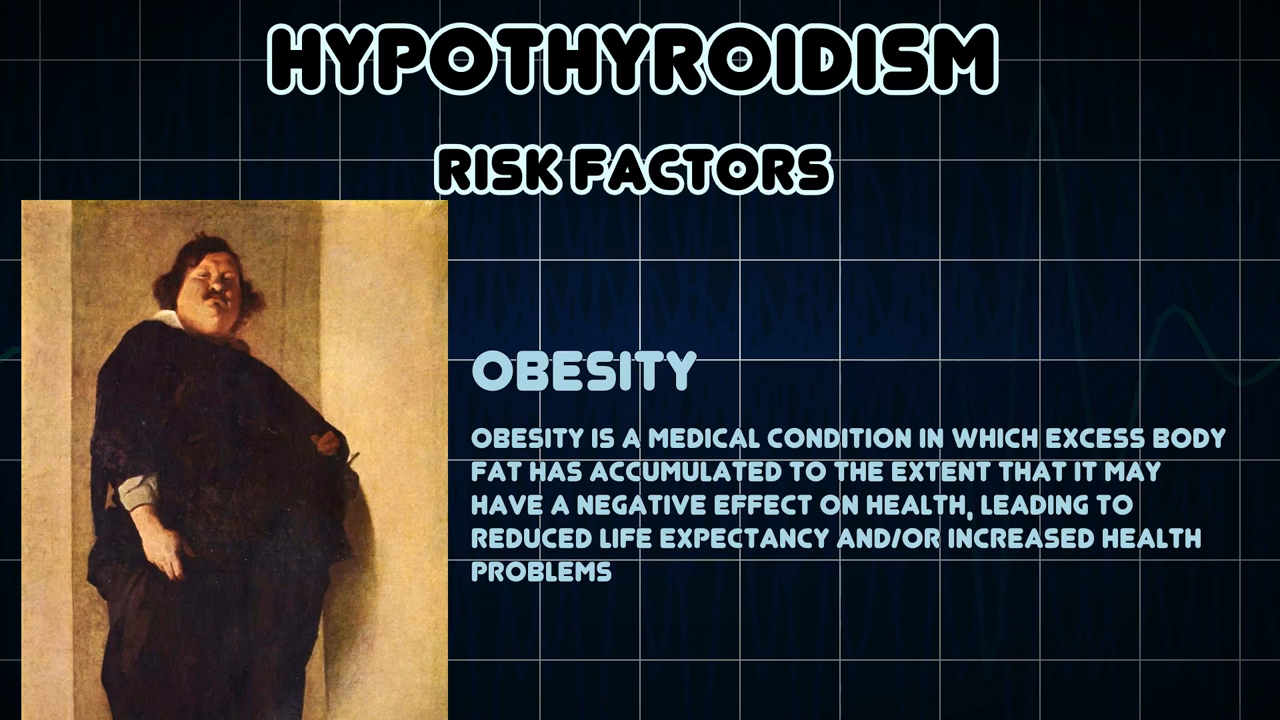 HYPOTHYROIDISM
RISK FACTORS
OBESITY
OBESITY IS A MEDICAL CONDITION IN WHICH EXCESS BODY
FAT HAS ACCUMULATED TO THE EXTENT THAT IT MAY
HAVE A NEGATIVE EFFECT ON HEALTH, LEADING TO
REDUCED LIFE EXPECTANCY AND/OR INCREASED HEALTH
PROBLEMS